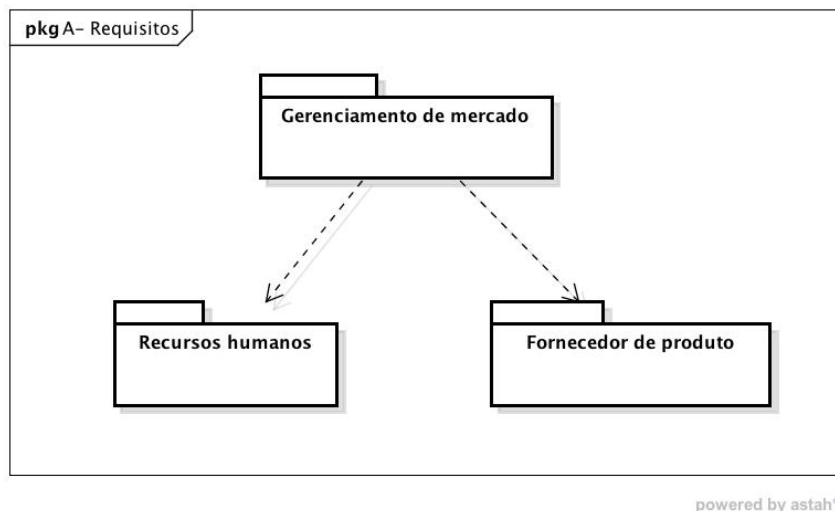 pkg A- Requisitos
Gerenciamento de mercado
Recursos humanos
Fornecedor de produto
powered by astah*